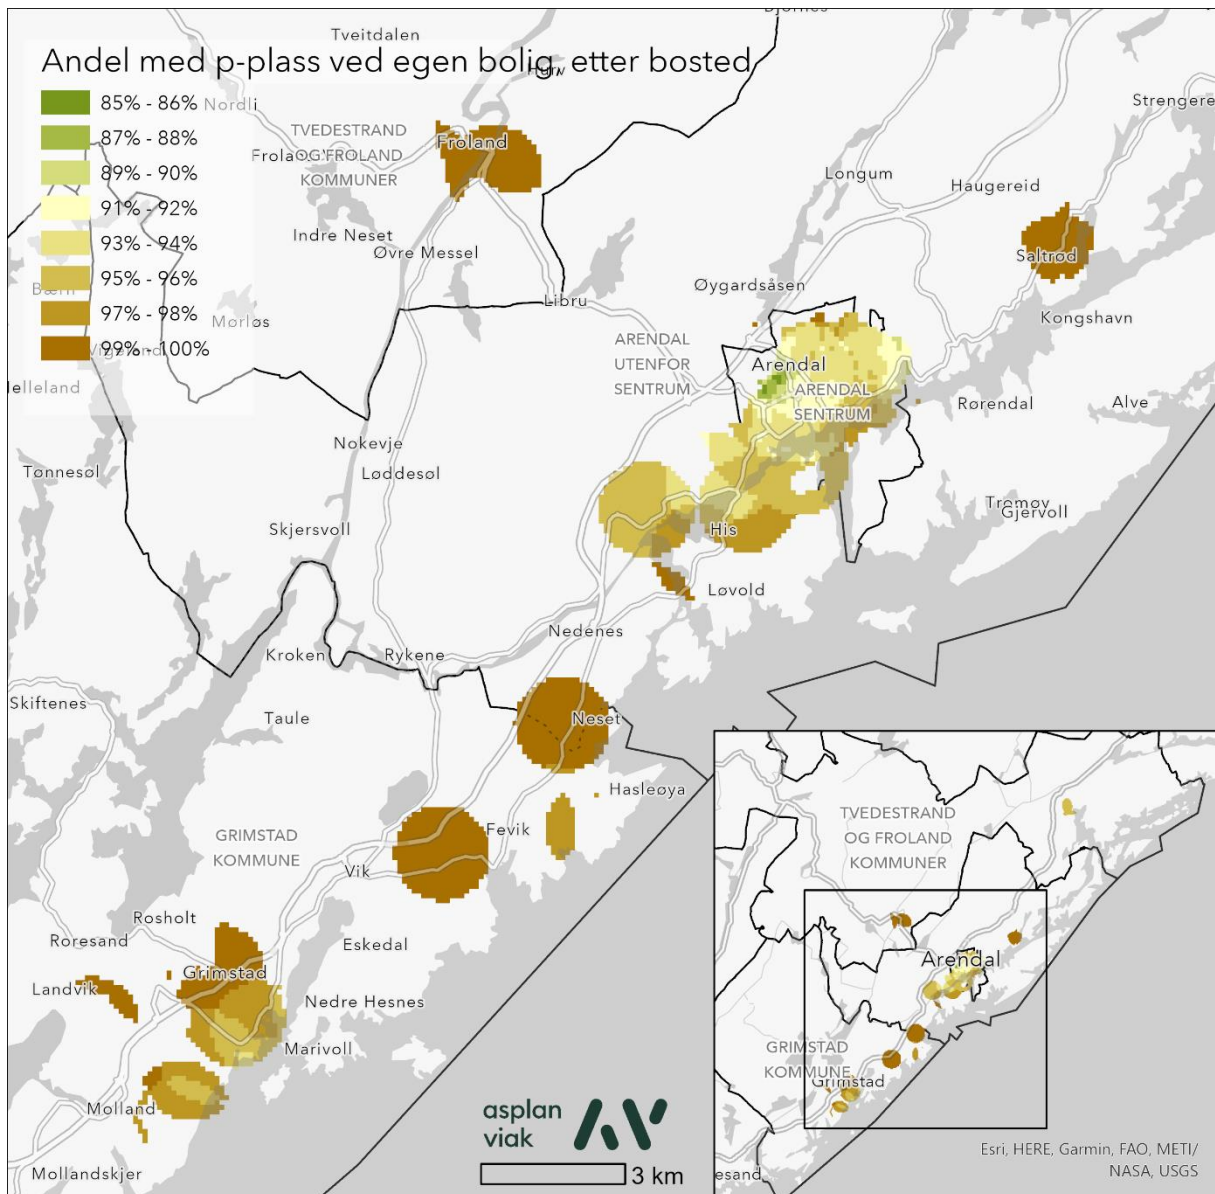 Bjornes
Tveitdalen
Andel med p-plass ved egen bolig, etter bosted
85% - 86%
Nordli
87% - 88%
89% - 90%
91% - 92%
93% - 94%
95% - 96%
97% - 98%
99% - 100%
TVEDESTRAND
OG FROLAND
KOMMUNER
Froland
Strengere
Longum
Haugereid
Indre Neset
Øvre Messel
Saltrød
Øygardsåsen
Libru
Kongshavn
Mørløs
ARENDAL
UTENFOR
SENTRUM
Arendal
ARENDAL
SENTRUM
Helleland
Rørendal
Alve
Nokevje
Løddesøl
Tønnesøl
Tromøy
Gjervoll
Skjersvoll
His
Løvold
Nedenes
Kroken
Rykene
Skiftenes
Taule
Neset
Hasleøya
Fevik
GRIMSTAD
KOMMUNE
Vik
Rosholt
Roresand
Eskedal
Grimstad
Landvik
Nedre Hesnes
Marivoll
Molland
Mollandskjer
asplan
viak
3 km
TVEDESTRAND
OG FROLAND
KOMMUNER
Arendal
GRIMSTAD
KOMMUNE
Grimstad
esand
Esri, HERE, Garmin, FAO, METI/
NASA, USGS